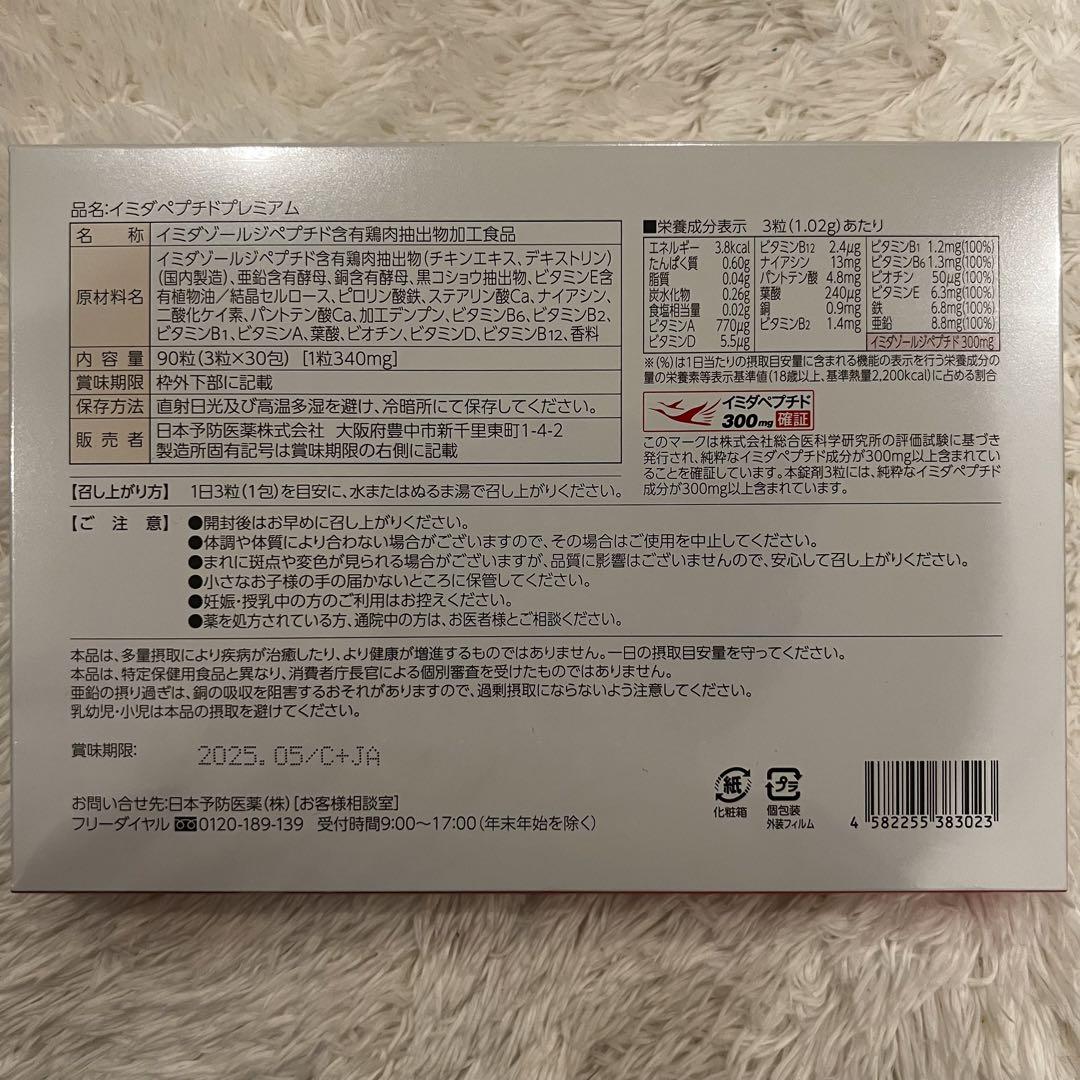 品名:イミダペプチドプレミアム
名 称 イミダゾールジペプチド含有鶏肉抽出物加工食品
原材料名 イミダゾールジペプチド含有鶏肉抽出物(チキンエキス、デキストリン)
(国内製造)、亜鉛含有酵母、銅含有酵母、黒コショウ抽出物、ビタミンE含
有植物油/結晶セルロース、ピロリン酸鉄、ステアリン酸Ca、ナイアシン、
二酸化ケイ素、パントテン酸Ca、加工デンプン、ビタミンB6、ビタミンB2、
ビタミンB1、ビタミンA、葉酸、ビオチン、ビタミンD、ビタミンB12、香料
内 容 量 90粒(3粒×30包) [1粒340mg]
賞味期限 枠外下部に記載
保存方法 直射日光及び高温多湿を避け、冷暗所にて保存してください。
販 売 者 日本予防医薬株式会社 大阪府豊中市新千里東町1-4-2
製造所固有記号は賞味期限の右側に記載
■栄養成分表示 3粒(1.02g)あたり
エネルギー 3.8kcal ビタミンB12 2.4μg ビタミンB1 1.2mg(100%)
たんぱく質 0.60g ナイアシン 13mg ビタミンB6 1.3mg(100%)
脂質 0.04g パントテン酸 4.8mg ビオチン 50μg(100%)
炭水化物 0.26g 葉酸 240μg ビタミンE 6.3mg(100%)
食塩相当量 0.02g 銅 0.9mg 鉄 6.8mg(100%)
ビタミンA 770μg ビタミンB2 1.4mg 亜鉛 8.8mg(100%)
ビタミンD 5.5μg イミダゾールジペプチド 300mg
※(%)は1日当たりの摂取目安量に含まれる機能の表示を行う栄養成分の
量の栄養素等表示基準値(18歳以上、基準熱量2,200kcal)に占める割合
イミダペプチド
300mg 確証
このマークは株式会社総合医科学研究所の評価試験に基づき
発行され、純粋なイミダペプチド成分が300mg以上含まれてい
ることを確証しています。本錠剤3粒には、純粋なイミダペプチド
成分が300mg以上含まれています。
【召し上がり方】 1日3粒(1包)を目安に、水またはぬるま湯で召し上がりください。
【ご 注 意】 ●開封後はお早めに召し上がりください。
●体調や体質により合わない場合がございますので、その場合はご使用を中止してください。
●まれに斑点や変色が見られる場合がございますが、品質に影響はございませんので、安心して召し上がりください。
●小さなお子様の手の届かないところに保管してください。
●妊娠・授乳中の方のご利用はお控えください。
●薬を処方されている方、通院中の方は、お医者様とご相談ください。
本品は、多量摂取により疾病が治癒したり、より健康が増進するものではありません。一日の摂取目安量を守ってください。
本品は、特定保健用食品と異なり、消費者庁長官による個別審査を受けたものではありません。
亜鉛の摂り過ぎは、銅の吸収を阻害するおそれがありますので、過剰摂取にならないよう注意してください。
乳幼児・小児は本品の摂取を避けてください。
賞味期限: 2025.05/C+JA
お問い合せ先:日本予防医薬(株)[お客様相談室]
フリーダイヤル 0120-189-139 受付時間9:00〜17:00(年末年始を除く)
紙
化粧箱
プラ
個包装
外装フィルム
4 582255 383023